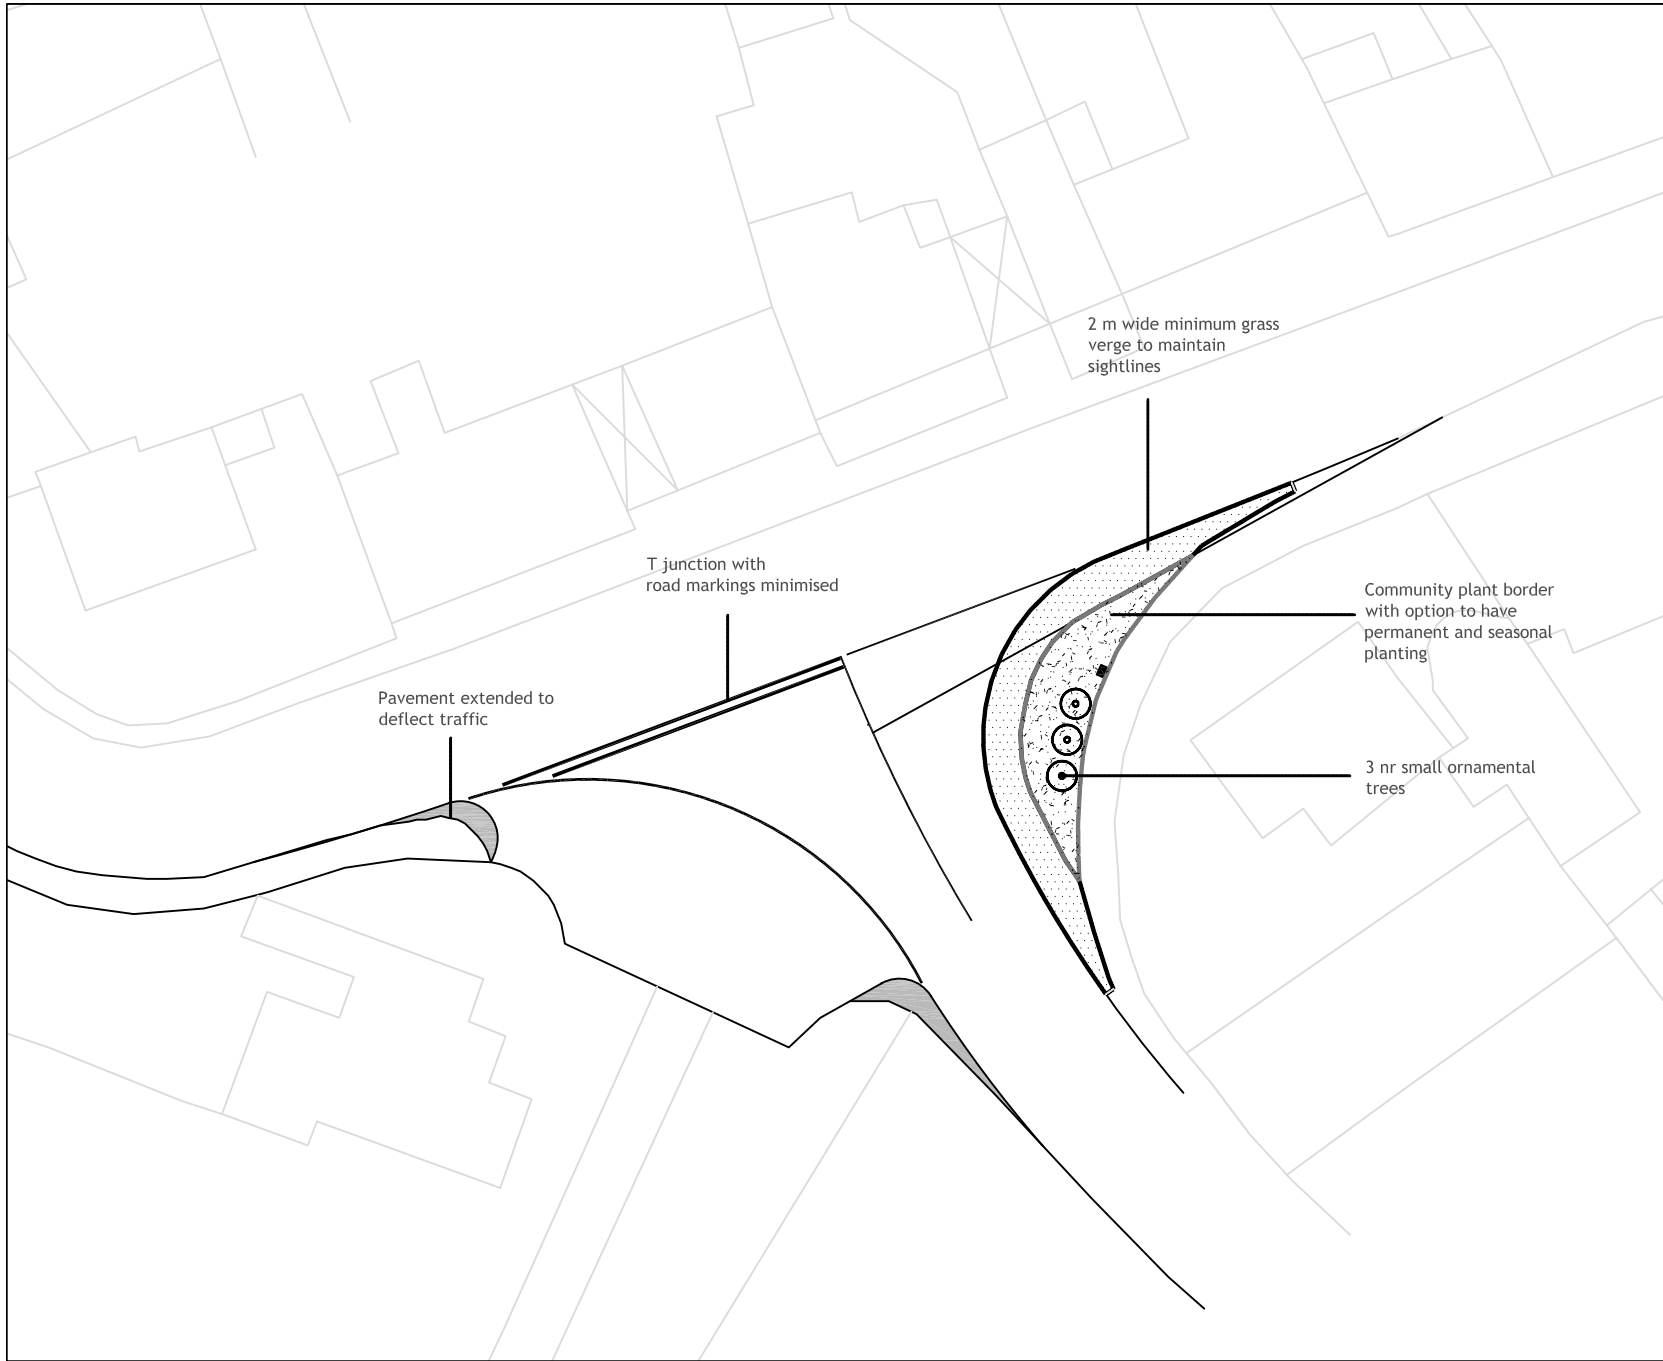 2 m wide minimum grass
verge to maintain
sightlines
T junction with
road markings minimised
Community plant border
with option to have
permanent and seasonal
planting
Pavement extended to
deflect traffic
3 nr small ornamental
trees